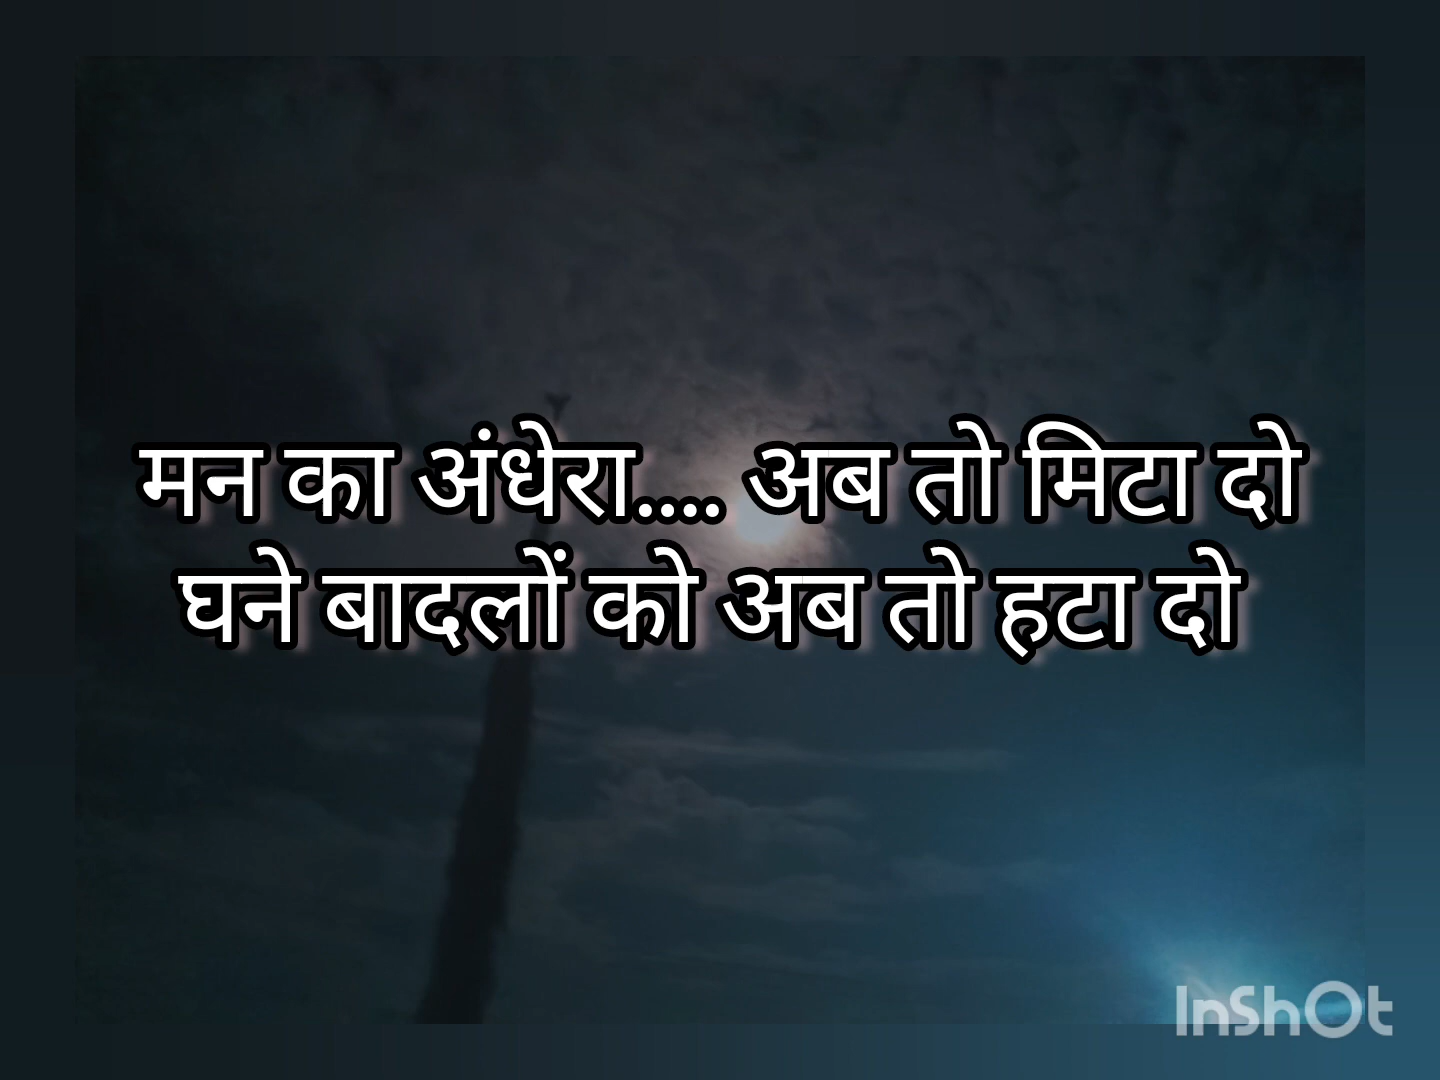 मन का अंधेरा.... अब तो मिटा दो
घने बादलों को अब तो हटा दो
InShOt